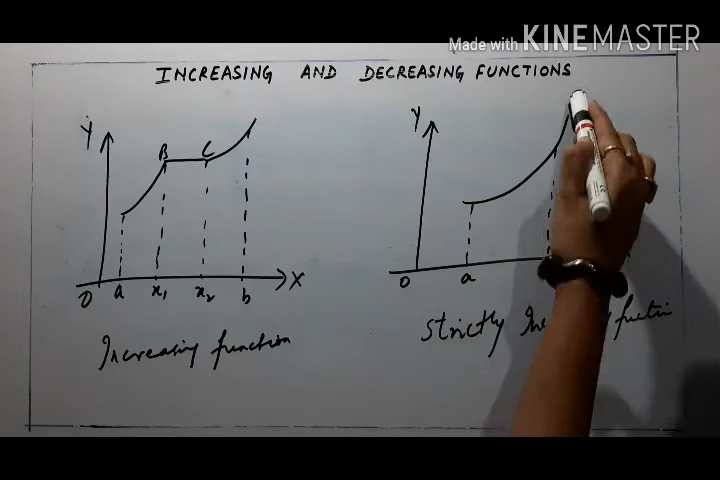 Made with KINEMASTER
INCREASING AND DECREASING FUNCTIONS
Y
B C
O a x₁ x₂ b X
Increasing function
Y
O a
Strictly